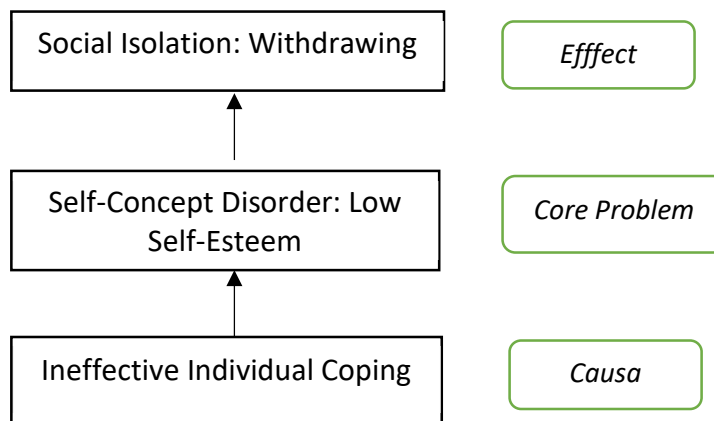 Social Isolation: Withdrawing
Efffect
Self-Concept Disorder: Low
Self-Esteem
Core Problem
Ineffective Individual Coping
Causa